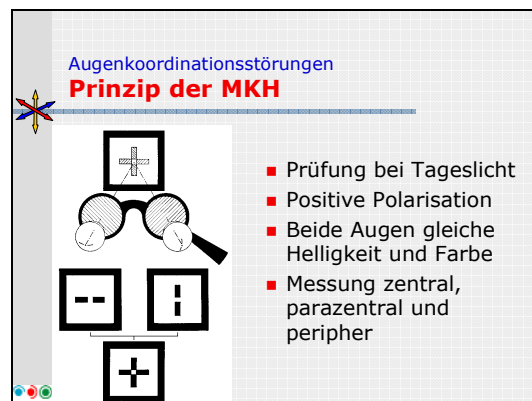 Augenkoordinationsstörungen
Prinzip der MKH
Prüfung bei Tageslicht
Positive Polarisation
Beide Augen gleiche
Helligkeit und Farbe
Messung zentral,
parazentral und
peripher